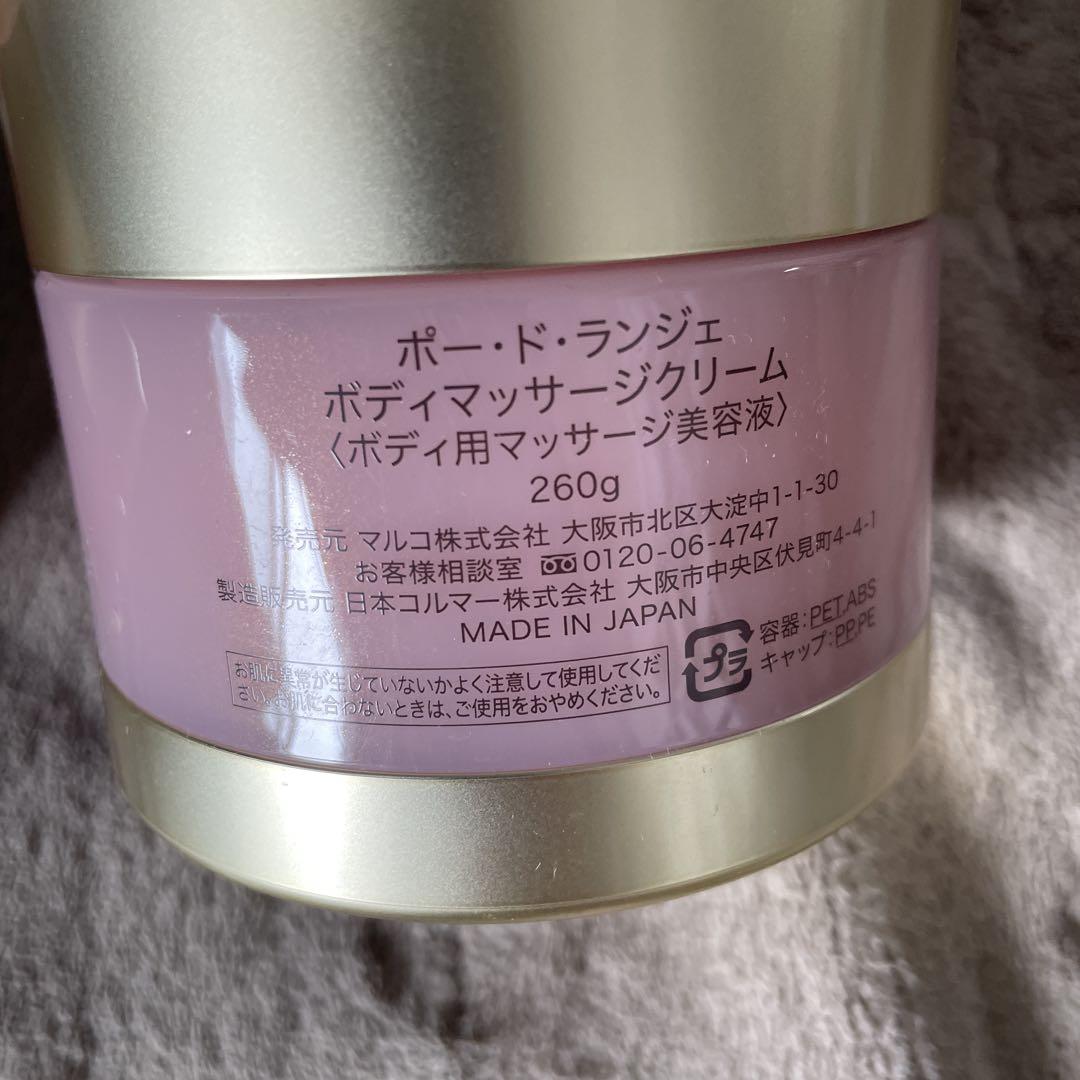 ポー・ド・ランジェ
ボディマッサージクリーム
〈ボディ用マッサージ美容液〉
260g
発売元 マルコ株式会社 大阪市北区大淀中1-1-30
お客様相談室 0120-06-4747
製造販売元 日本コルマー株式会社 大阪市中央区伏見町4-4-1
MADE IN JAPAN
お肌に異常が生じていないかよく注意して使用してくだ
さい。お肌に合わないときは、ご使用をおやめください。
プラ
容器:PET,ABS
キャップ:PP,PE